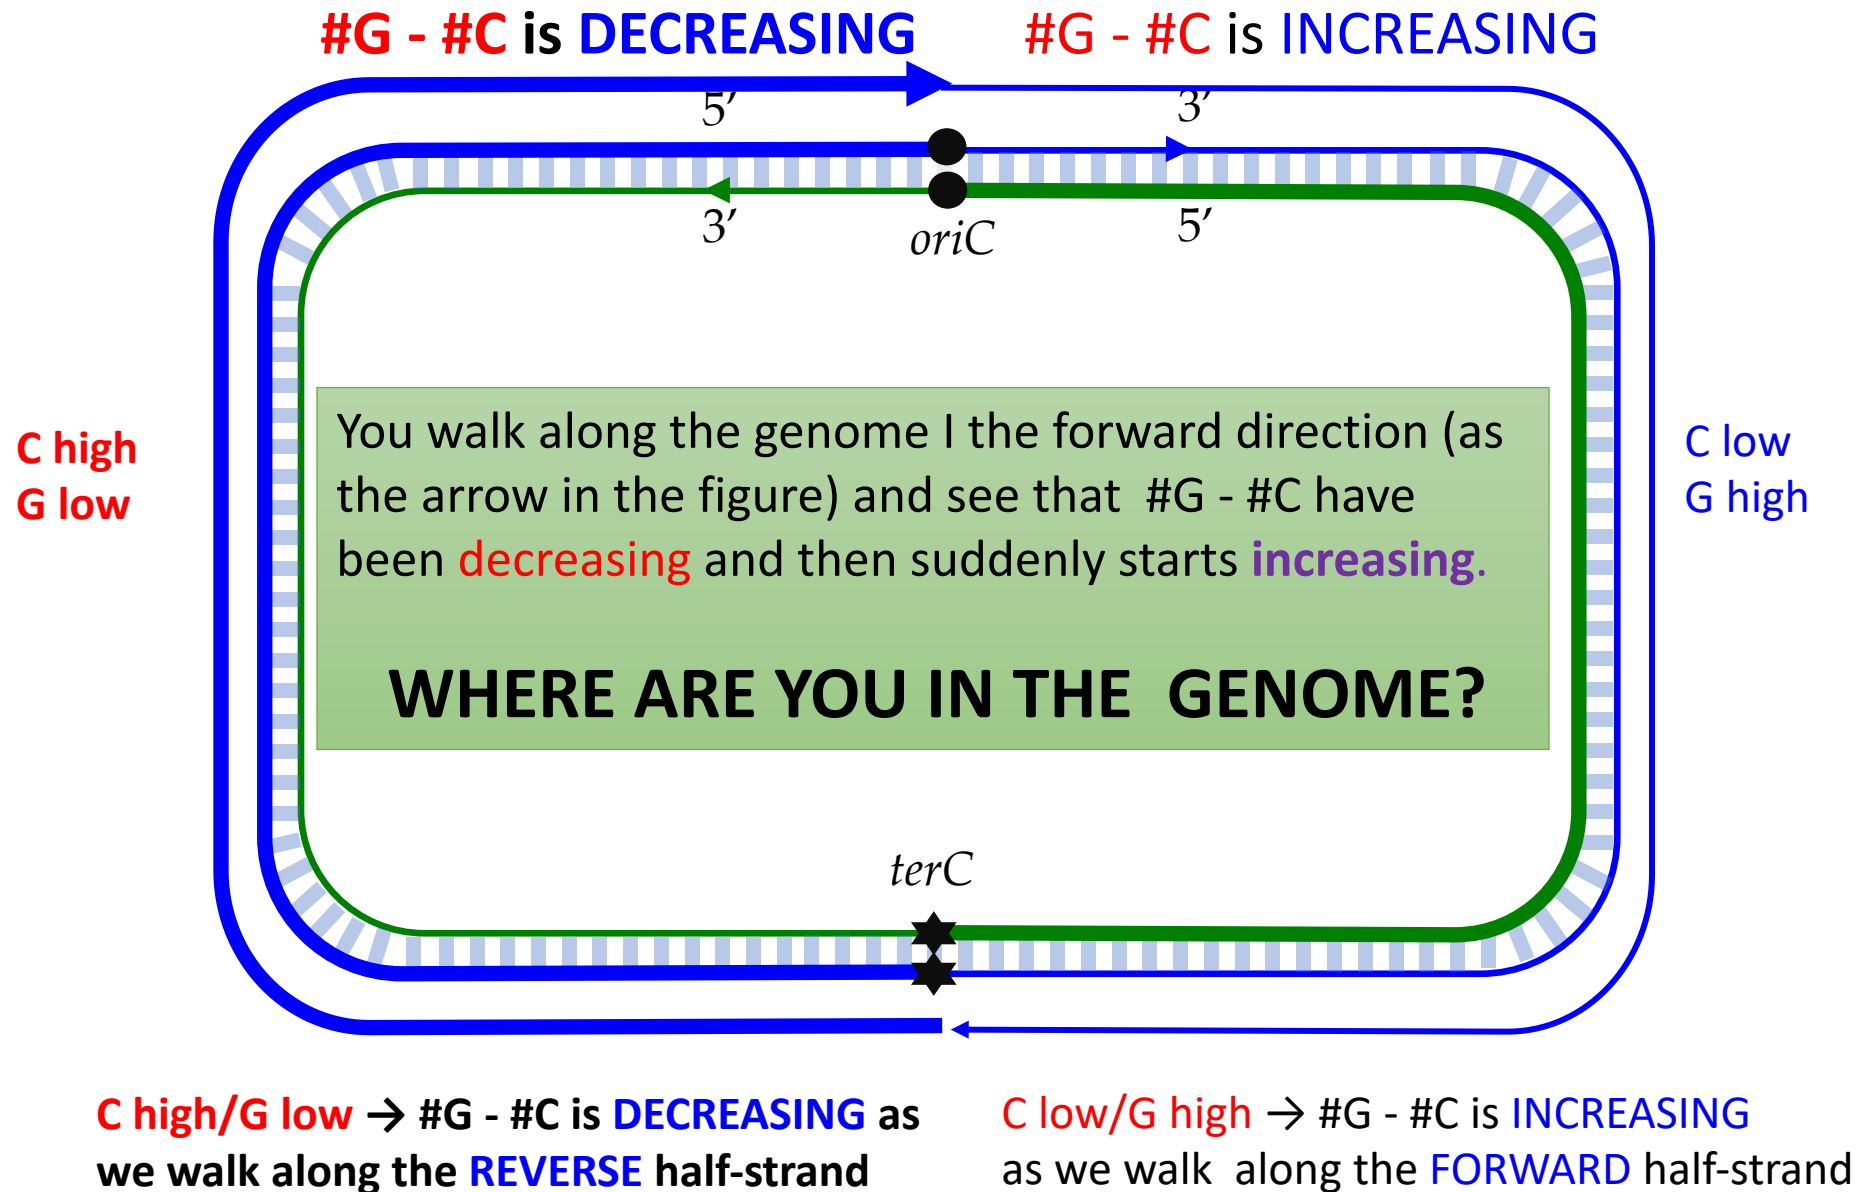 #G - #C is DECREASING
#G - #C is INCREASING
5′
3′
3′
oriC
5′
C high
G low
You walk along the genome I the forward direction (as
the arrow in the figure) and see that #G - #C have
been decreasing and then suddenly starts increasing.
WHERE ARE YOU IN THE GENOME?
C low
G high
terC
C high/G low → #G - #C is DECREASING as
we walk along the REVERSE half-strand
C low/G high → #G - #C is INCREASING
as we walk along the FORWARD half-strand